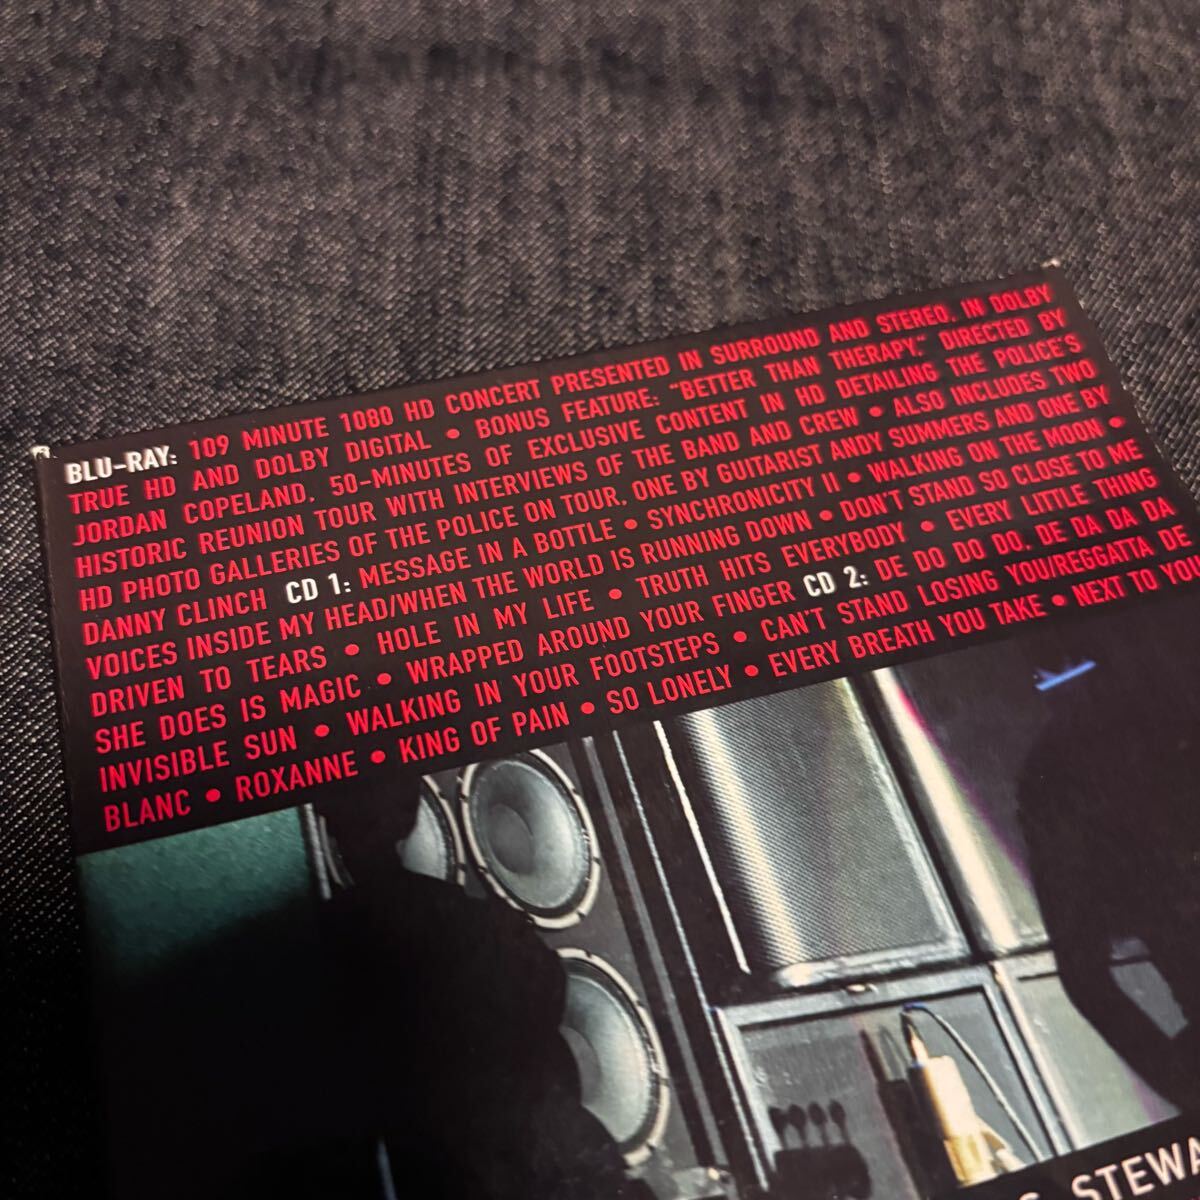 BLU-RAY: 109 MINUTE 1080 HD CONCERT PRESENTED IN SURROUND AND STEREO. IN DOLBY
TRUE HD AND DOLBY DIGITAL • BONUS FEATURE: "BETTER THAN THERAPY," DIRECTED BY
JORDAN COPELAND. 50-MINUTES OF EXCLUSIVE CONTENT IN HD DETAILING THE POLICE'S
HISTORIC REUNION TOUR WITH INTERVIEWS OF THE BAND AND CREW • ALSO INCLUDES TWO
HD PHOTO GALLERIES OF THE POLICE ON TOUR, ONE BY GUITARIST ANDY SUMMERS AND ONE BY
DANNY CLINCH CD 1: MESSAGE IN A BOTTLE • SYNCHRONICITY II • WALKING ON THE MOON •
VOICES INSIDE MY HEAD/WHEN THE WORLD IS RUNNING DOWN • DON'T STAND SO CLOSE TO ME
DRIVEN TO TEARS • HOLE IN MY LIFE • TRUTH HITS EVERYBODY • EVERY LITTLE THING
SHE DOES IS MAGIC • WRAPPED AROUND YOUR FINGER CD 2: DE DO DO DO, DE DA DA DA
INVISIBLE SUN • WALKING IN YOUR FOOTSTEPS • CAN'T STAND LOSING YOU/REGGATTA DE
BLANC • ROXANNE • KING OF PAIN • SO LONELY • EVERY BREATH YOU TAKE • NEXT TO YOU
STEWA